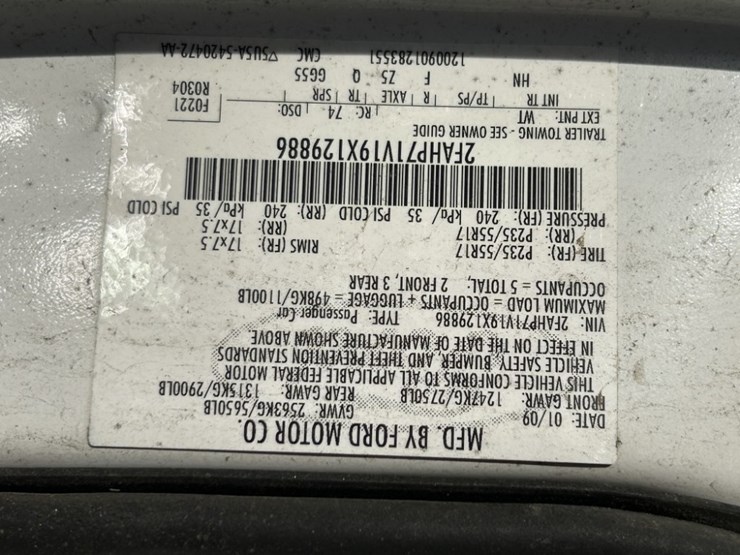 MFD. BY FORD MOTOR CO.
DATE: 01/09 GVWR: 2563KG/5650LB
FRONT GAWR: 1247KG/2750LB REAR GAWR: 1315KG/2900LB
THIS VEHICLE CONFORMS TO ALL APPLICABLE FEDERAL MOTOR
VEHICLE SAFETY, BUMPER, AND THEFT PREVENTION STANDARDS
IN EFFECT ON THE DATE OF MANUFACTURE SHOWN ABOVE
VIN: 2FAHP71V19X129886 TYPE: Passenger Car
MAXIMUM LOAD = OCCUPANTS + LUGGAGE = 498KG/1100LB
OCCUPANTS = 5 TOTAL, 2 FRONT, 3 REAR
TIRE (FR): P235/55R17 RIMS (FR): 17x7.5
(RR): P235/55R17 (RR): 17x7.5
PRESSURE (FR): 240 kPa/ 35 PSI COLD (RR): 240 kPa/ 35 PSI COLD
2FAHP71V19X129886
TRAILER TOWING - SEE OWNER GUIDE
EXT PNT: WT RC: 74 DSO: F0221
INT TR TP/PS R AXLE TR SPR R0304
HN F Z5 Q GG55
1200901283551 CMC ▽5U5A-5420472-AA